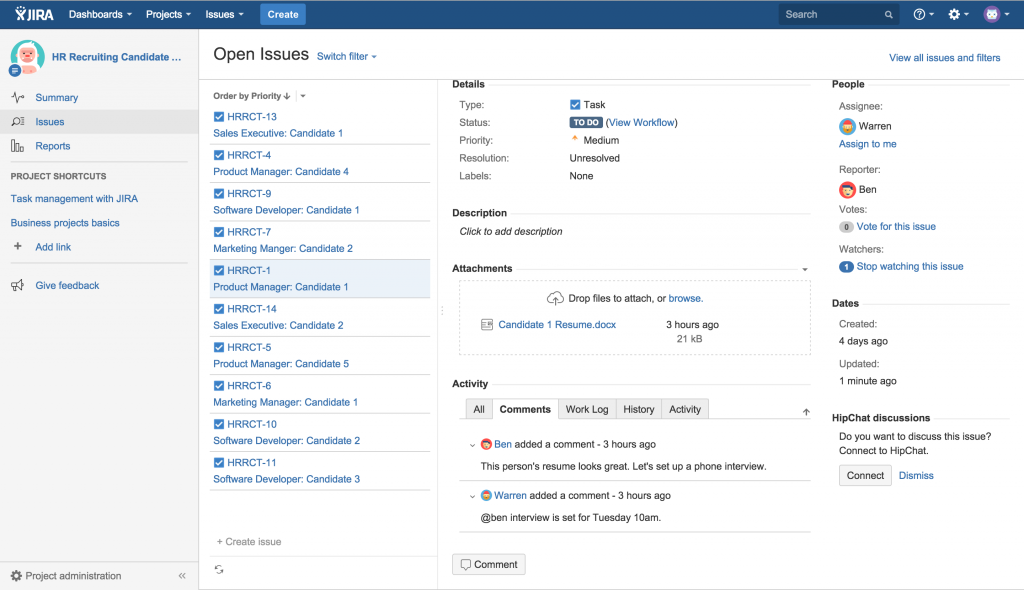 JIRA Dashboards Projects Issues Create Search
HR Recruiting Candidate ...
Summary
Issues
Reports
PROJECT SHORTCUTS
Task management with JIRA
Business projects basics
+ Add link
Give feedback
Project administration «
Open Issues Switch filter
View all issues and filters
Order by Priority
HRRCT-13
Sales Executive: Candidate 1
HRRCT-4
Product Manager: Candidate 4
HRRCT-9
Software Developer: Candidate 1
HRRCT-7
Marketing Manger: Candidate 2
HRRCT-1
Product Manager: Candidate 1
HRRCT-14
Sales Executive: Candidate 2
HRRCT-5
Product Manager: Candidate 5
HRRCT-6
Marketing Manager: Candidate 1
HRRCT-10
Software Developer: Candidate 2
HRRCT-11
Software Developer: Candidate 3
+ Create issue
Details
Type: Task
Status: TO DO (View Workflow)
Priority: Medium
Resolution: Unresolved
Labels: None
Description
Click to add description
Attachments
Drop files to attach, or browse.
Candidate 1 Resume.docx 3 hours ago
21 kB
Activity
All Comments Work Log History Activity
Ben added a comment - 3 hours ago
This person's resume looks great. Let's set up a phone interview.
Warren added a comment - 3 hours ago
@ben interview is set for Tuesday 10am.
Comment
People
Assignee:
Warren
Assign to me
Reporter:
Ben
Votes:
0 Vote for this issue
Watchers:
1 Stop watching this issue
Dates
Created:
4 days ago
Updated:
1 minute ago
HipChat discussions
Do you want to discuss this issue?
Connect to HipChat.
Connect Dismiss